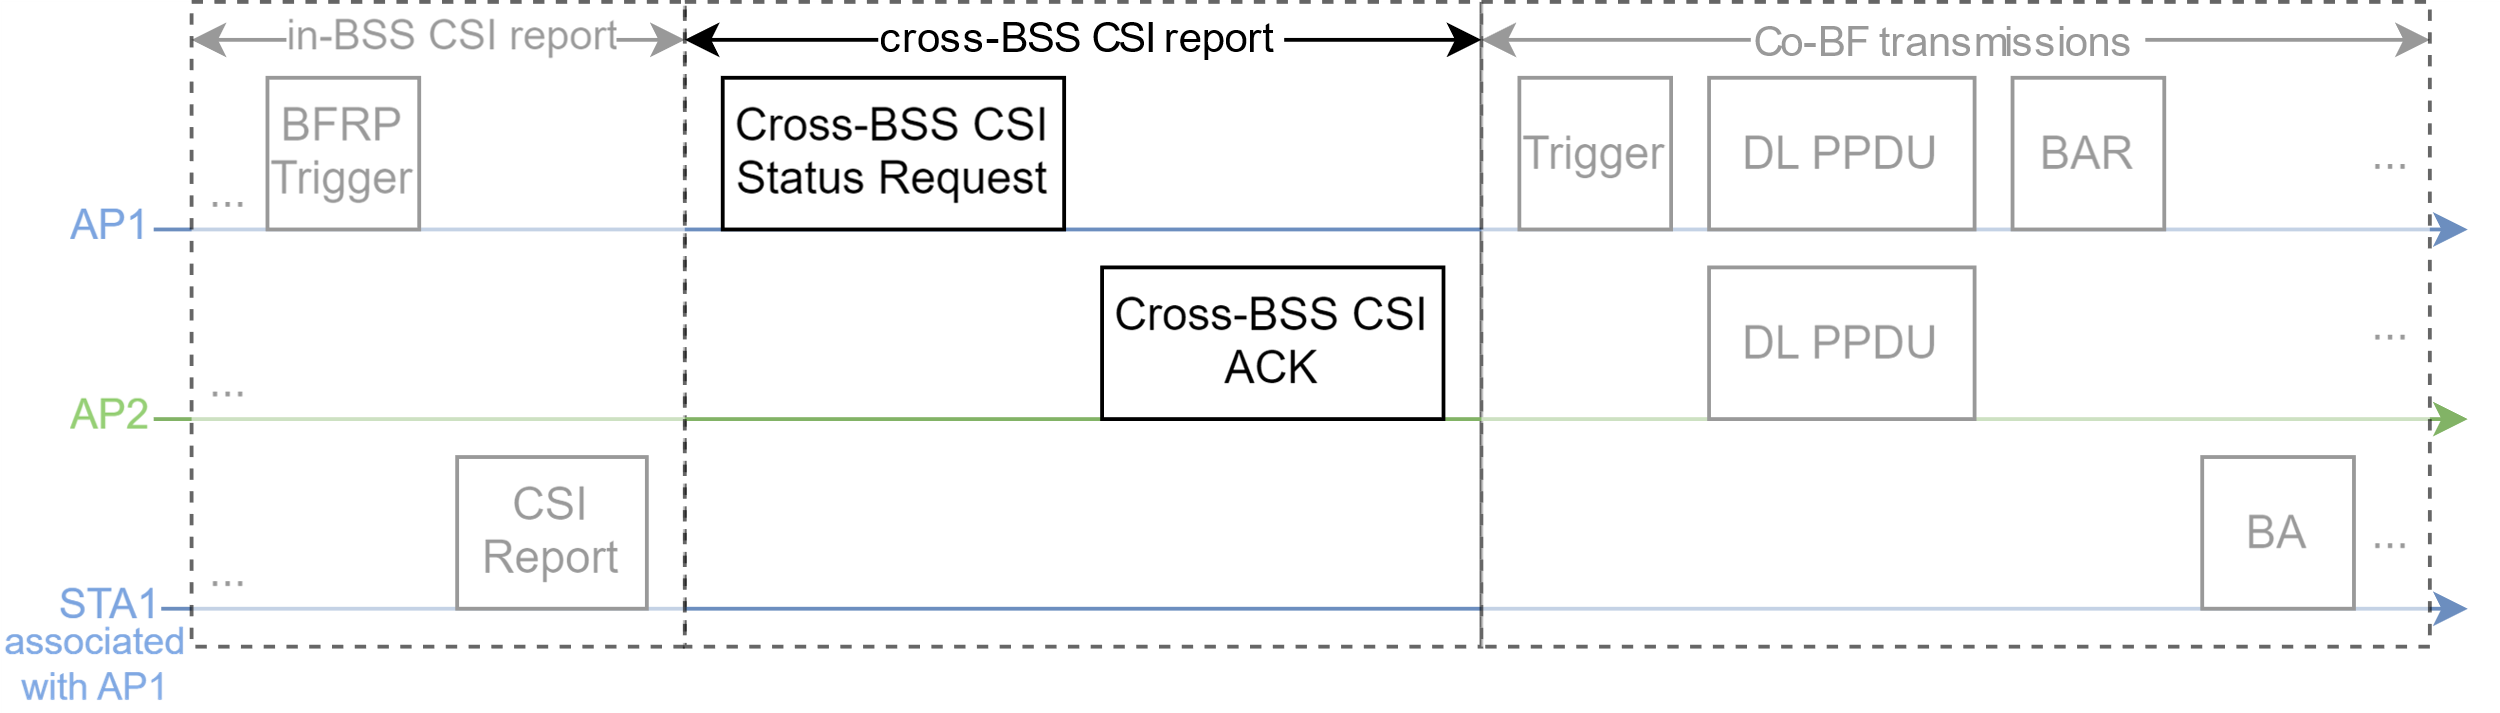 in-BSS CSI report
cross-BSS CSI report
Co-BF transmissions
BFRP
Trigger
Cross-BSS CSI
Status Request
Trigger
DL PPDU
BAR
...
...
AP1
Cross-BSS CSI
ACK
DL PPDU
...
...
AP2
CSI
Report
BA
...
...
STA1
associated
with AP1